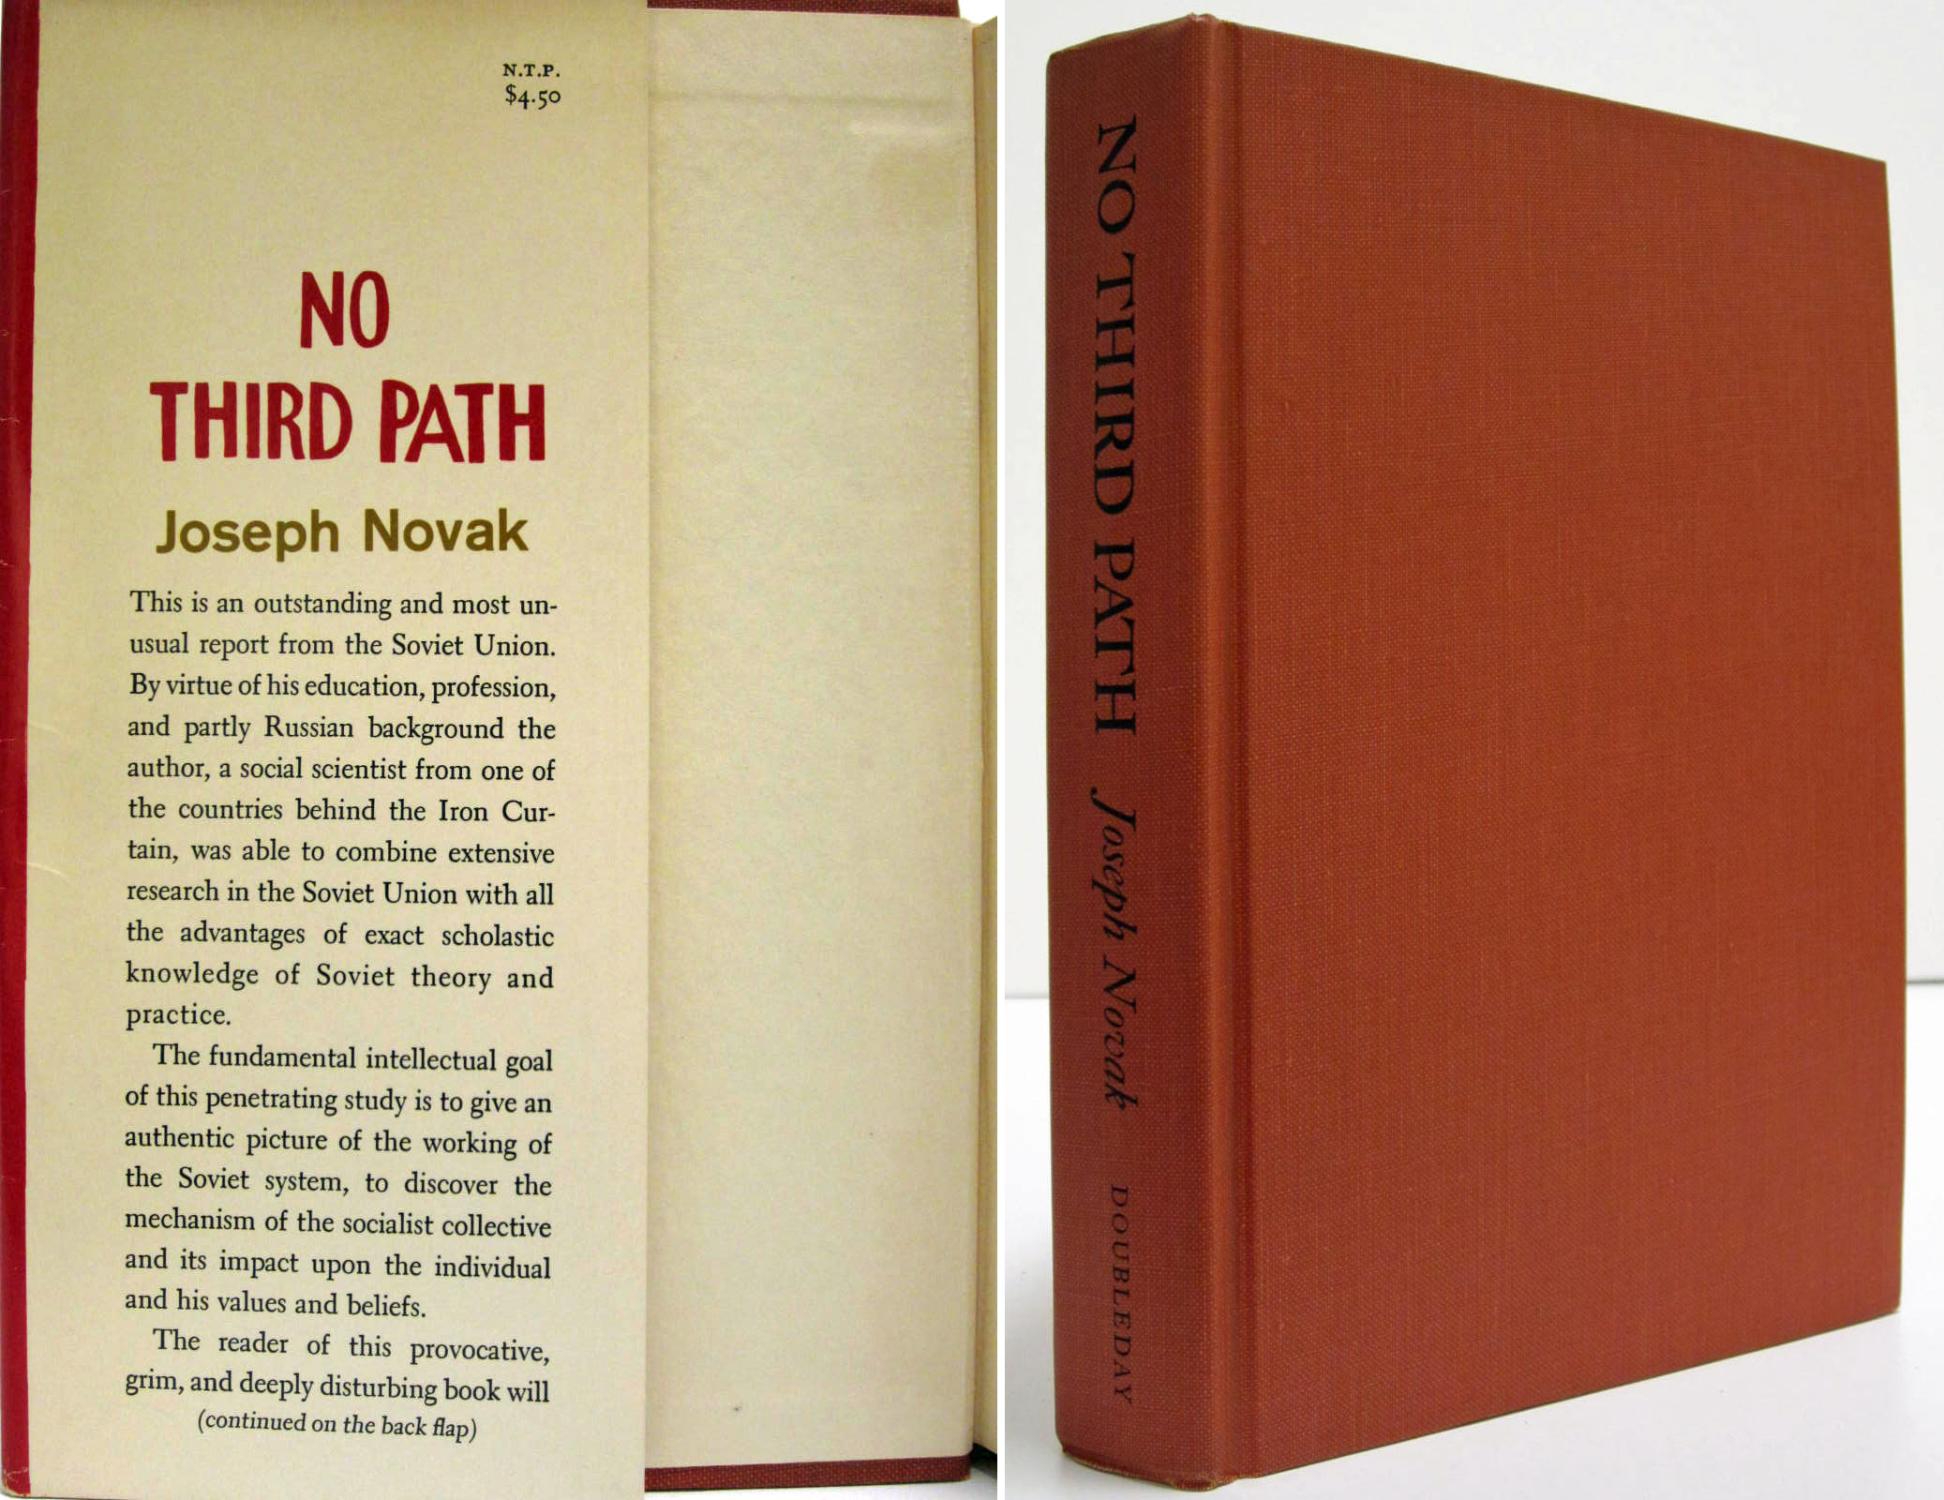 N.T.P.
$4.50
NO
THIRD PATH
Joseph Novak
This is an outstanding and most un-
usual report from the Soviet Union.
By virtue of his education, profession,
and partly Russian background the
author, a social scientist from one of
the countries behind the Iron Cur-
tain, was able to combine extensive
research in the Soviet Union with all
the advantages of exact scholastic
knowledge of Soviet theory and
practice.
The fundamental intellectual goal
of this penetrating study is to give an
authentic picture of the working of
the Soviet system, to discover the
mechanism of the socialist collective
and its impact upon the individual
and his values and beliefs.
The reader of this provocative,
grim, and deeply disturbing book will
(continued on the back flap)
NO THIRD PATH Joseph Novak DOUBLEDAY